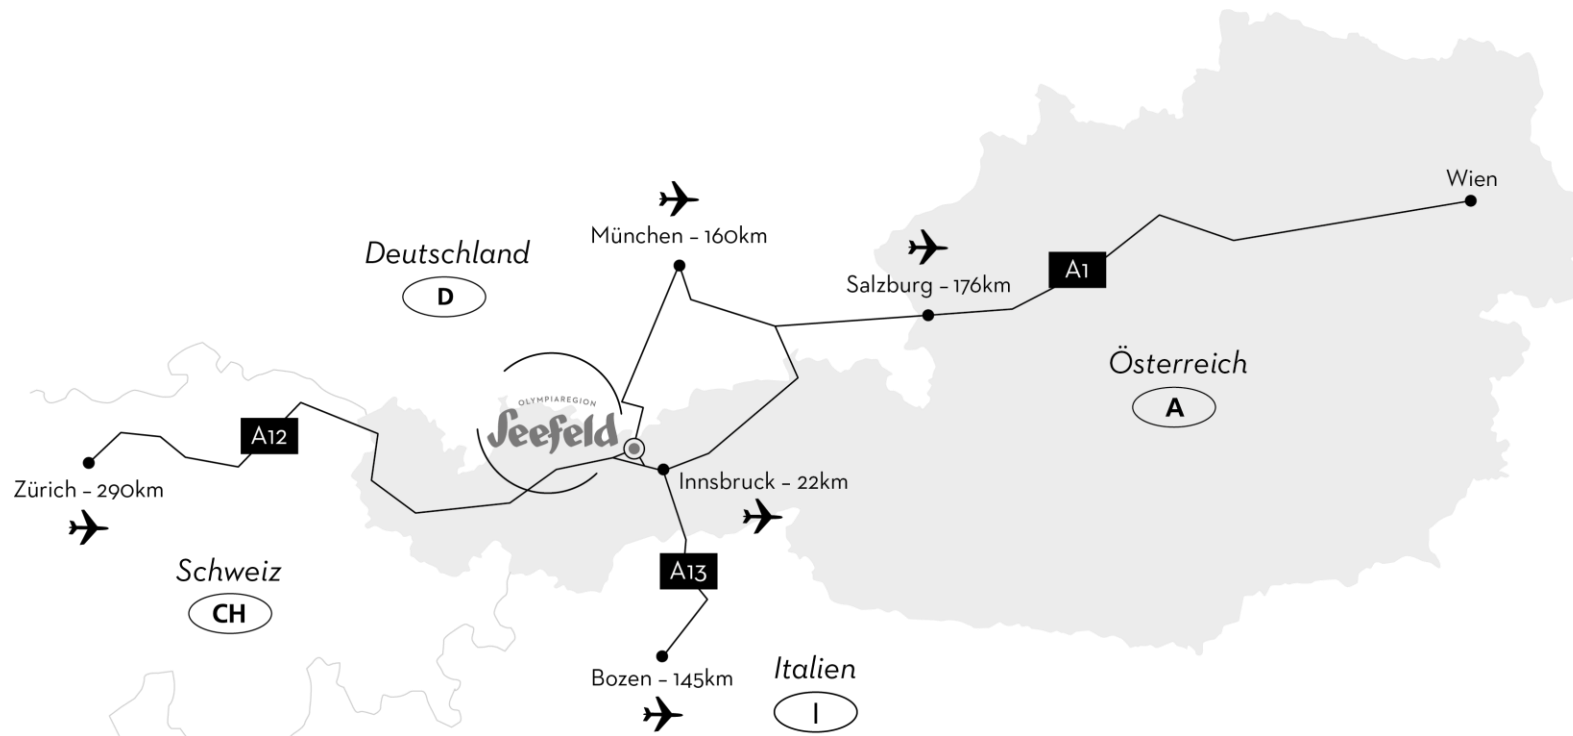 Wien
München – 160km
Deutschland
D
Salzburg – 176km
A1
Österreich
A
OLYMPIAREGION
Seefeld
A12
Zürich – 290km
Innsbruck – 22km
Schweiz
CH
A13
Bozen – 145km
Italien
I